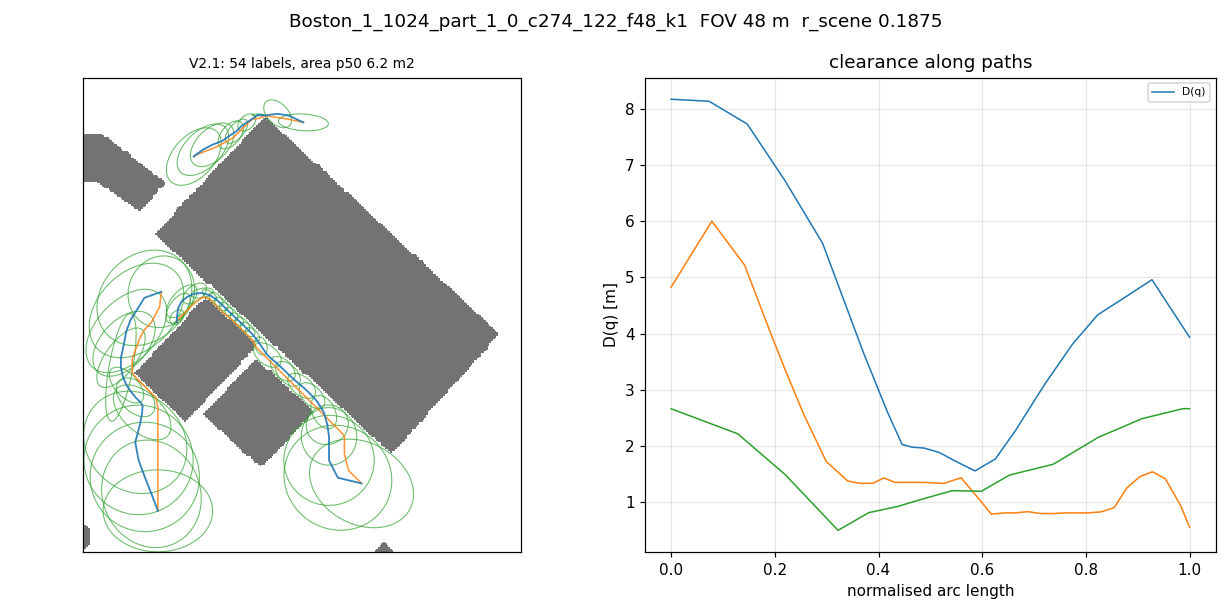 Boston_1_1024_part_1_0_c274_122_f48_k1  FOV 48 m  r_scene 0.1875
V2.1: 54 labels, area p50 6.2 m2
clearance along paths
D(q)
8
7
6
5
4
3
2
1
D(q) [m]
0.0 0.2 0.4 0.6 0.8 1.0
normalised arc length